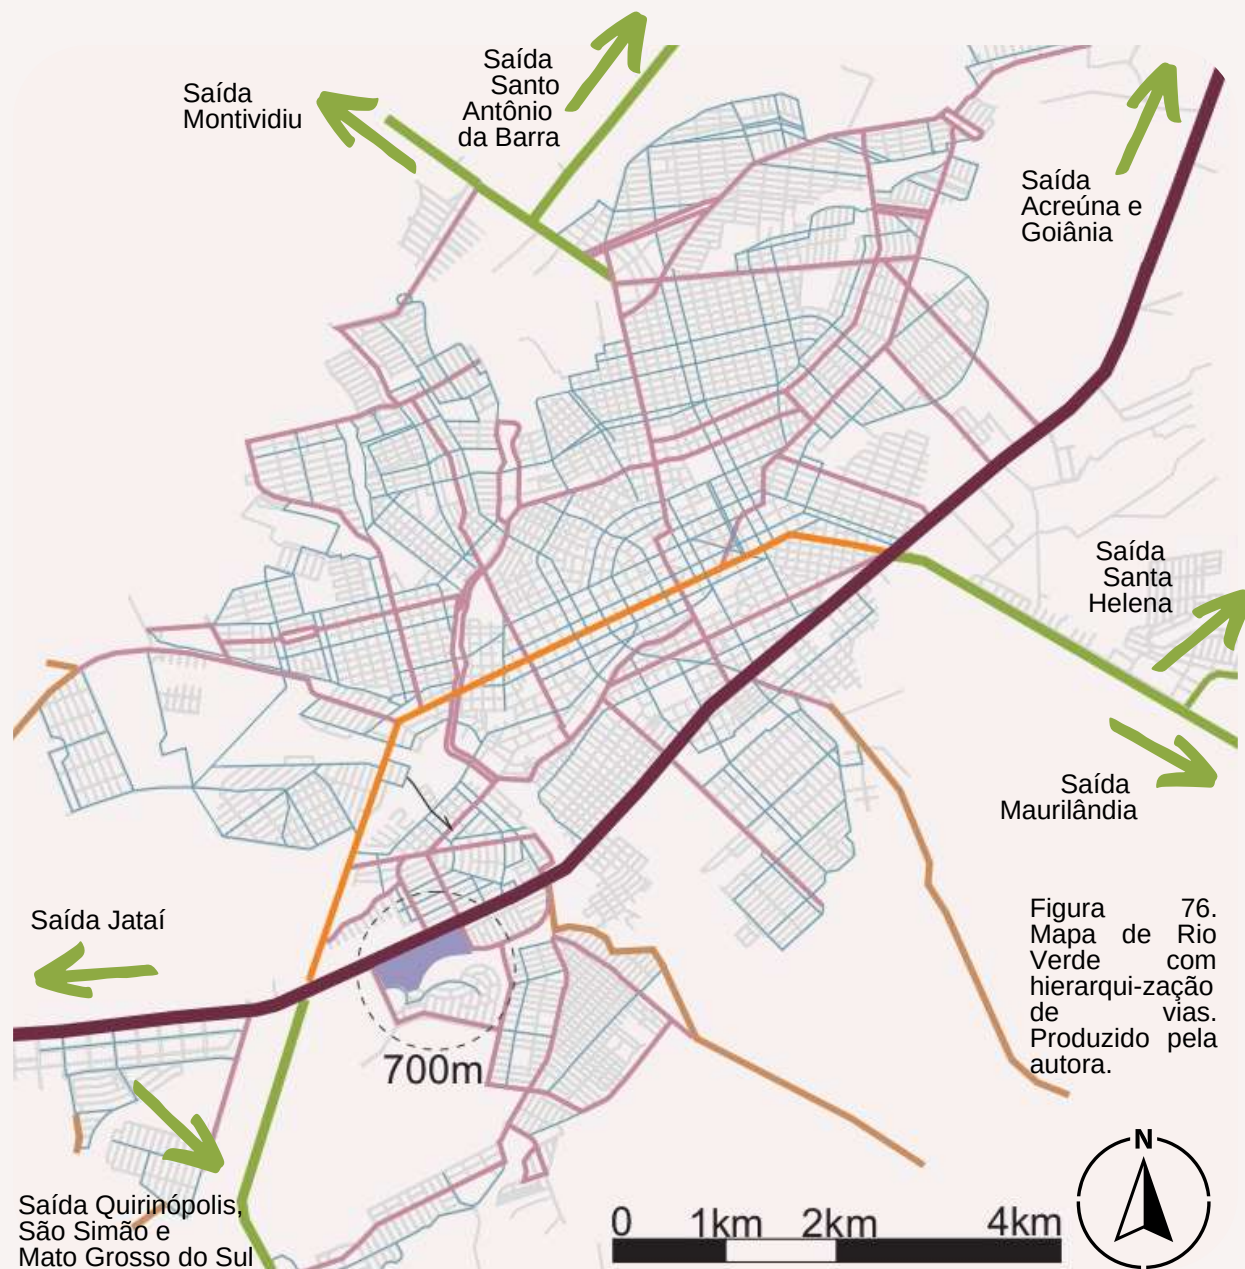 Saída
Montividiu
Saída
Santo
Antônio
da Barra
Saída
Acreúna e
Goiânia
Saída
Santa
Helena
Saída
Maurilândia
Saída Jataí
700m
Figura 76.
Mapa de Rio
Verde com
hierarqui-zação
de vias.
Produzido pela
autora.
Saída Quirinópolis,
São Simão e
Mato Grosso do Sul
0 1km 2km 4km
N